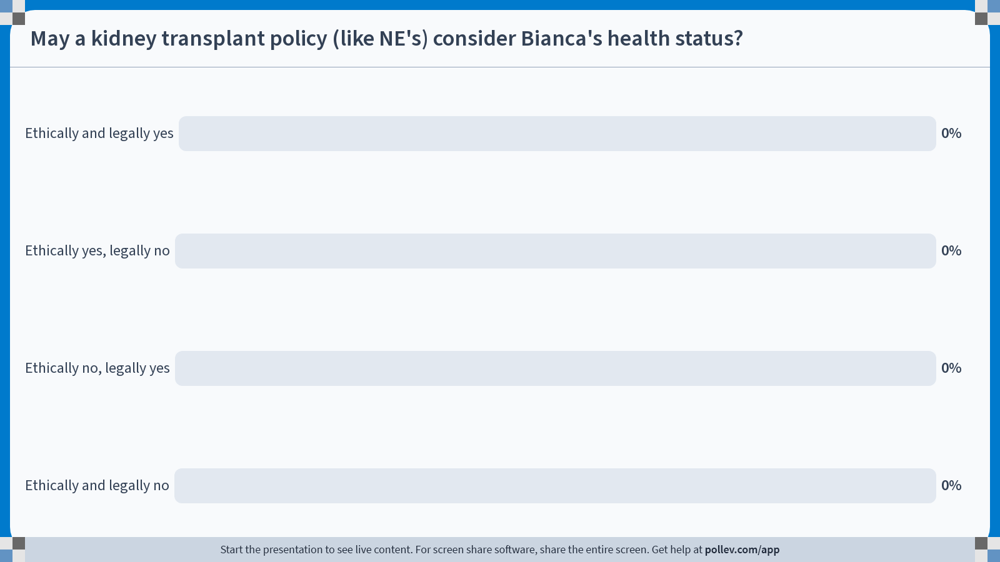 May a kidney transplant policy (like NE's) consider Bianca's health status?
Ethically and legally yes 0%
Ethically yes, legally no 0%
Ethically no, legally yes 0%
Ethically and legally no 0%
Start the presentation to see live content. For screen share software, share the entire screen. Get help at pollev.com/app